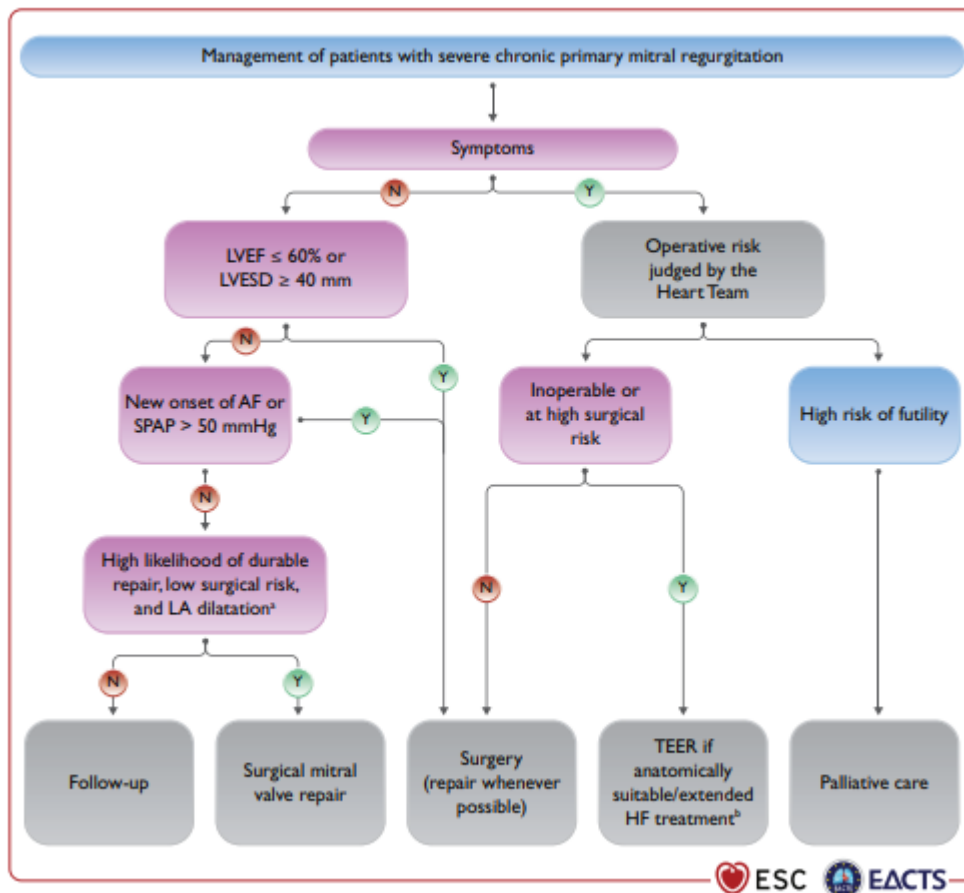 Management of patients with severe chronic primary mitral regurgitation
Symptoms
N
Y
LVEF ≤ 60% or
LVESD ≥ 40 mm
Operative risk
judged by the
Heart Team
N
Y
New onset of AF or
SPAP > 50 mmHg
Y
Inoperable or
at high surgical
risk
High risk of futility
N
High likelihood of durable
repair, low surgical risk,
and LA dilatationᵃ
N
Y
N
Y
Follow-up
Surgical mitral
valve repair
Surgery
(repair whenever
possible)
TEER if
anatomically
suitable/extended
HF treatmentᵇ
Palliative care
ESC
EACTS